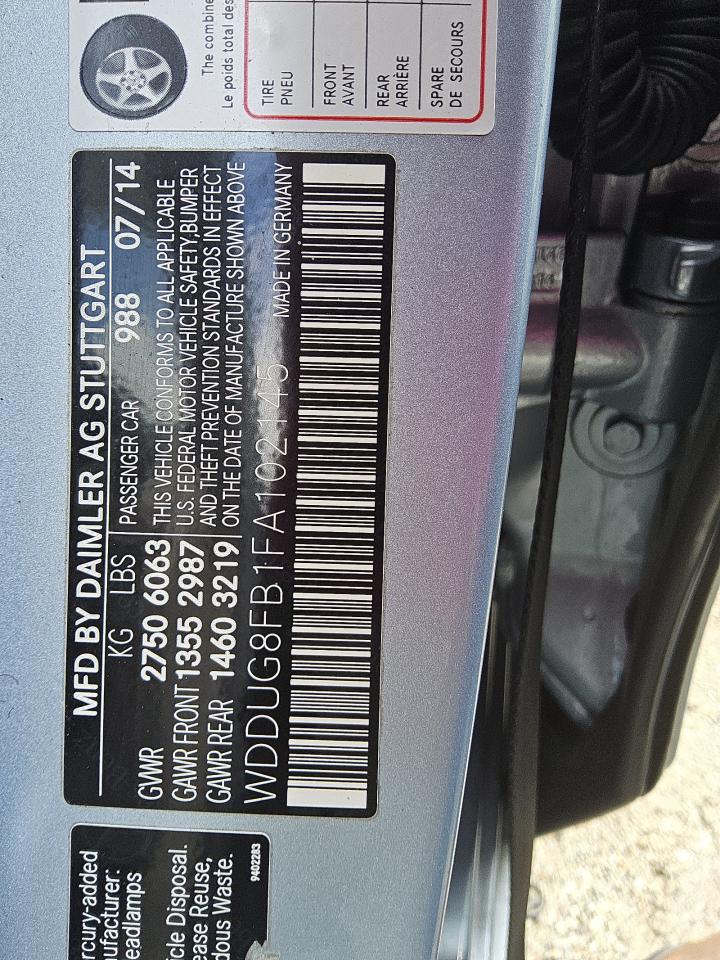 The combine
Le poids total des
TIRE
PNEU
FRONT
AVANT
REAR
ARRIÈRE
SPARE
DE SECOURS
MFD BY DAIMLER AG STUTTGART
KG LBS
GWWR 2750 6063
GAWR FRONT 1355 2987
GAWR REAR 1460 3219
PASSENGER CAR 988 07/14
THIS VEHICLE CONFORMS TO ALL APPLICABLE
U.S. FEDERAL MOTOR VEHICLE SAFETY,BUMPER
AND THEFT PREVENTION STANDARDS IN EFFECT
ON THE DATE OF MANUFACTURE SHOWN ABOVE
WDDUG8FB1FA102145 MADE IN GERMANY
rcury-added
ufacturer:
eadlamps
icle Disposal.
ease Reuse,
dous Waste.
9402283